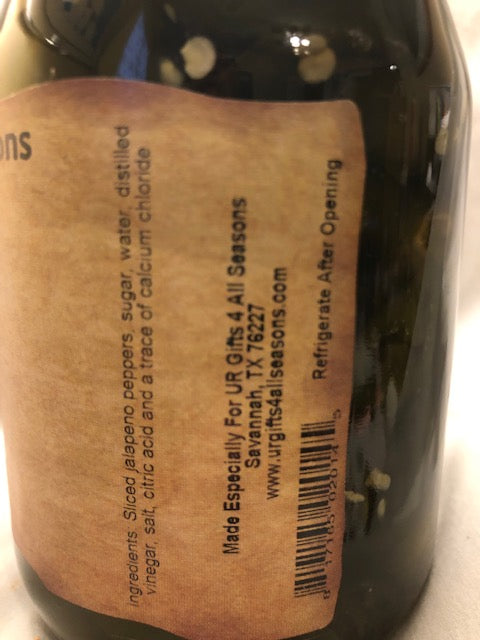 ons
Ingredients: Sliced jalapeno peppers, sugar, water, distilled
vinegar, salt, citric acid and a trace of calcium chloride
Made Especially For UR Gifts 4 All Seasons
Savannah, TX 76227
www.urgifts4allseasons.com
Refrigerate After Opening